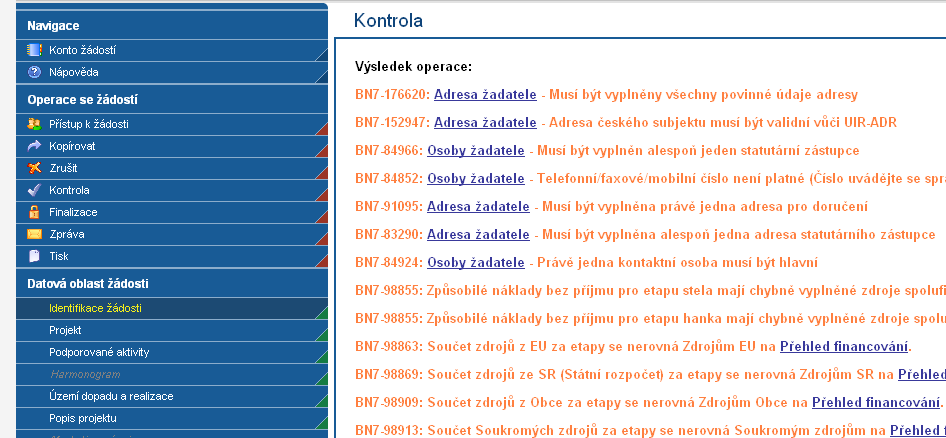 Navigace
Konto žádostí
Nápověda
Operace se žádostí
Přístup k žádosti
Kopírovat
Zrušit
Kontrola
Finalizace
Zpráva
Tisk
Datová oblast žádosti
Identifikace žádosti
Projekt
Podporované aktivity
Harmonogram
Území dopadu a realizace
Popis projektu
Kontrola
Výsledek operace:
BN7-176620: Adresa žadatele - Musí být vyplněny všechny povinné údaje adresy
BN7-152947: Adresa žadatele - Adresa českého subjektu musí být validní vůči UIR-ADR
BN7-84966: Osoby žadatele - Musí být vyplněn alespoň jeden statutární zástupce
BN7-84852: Osoby žadatele - Telefonní/faxové/mobilní číslo není platné (Číslo uvádějte se sprá
BN7-91095: Adresa žadatele - Musí být vyplněna právě jedna adresa pro doručení
BN7-83290: Adresa žadatele - Musí být vyplněna alespoň jedna adresa statutárního zástupce
BN7-84924: Osoby žadatele - Právě jedna kontaktní osoba musí být hlavní
BN7-98855: Způsobilé náklady bez příjmu pro etapu stela mají chybné vyplněné zdroje spolufi
BN7-98855: Způsobilé náklady bez příjmu pro etapu hanka mají chybné vyplněné zdroje spolu
BN7-98863: Součet zdrojů z EU za etapy se nerovná Zdrojům EU na Přehled financování.
BN7-98869: Součet zdrojů ze SR (Státní rozpočet) za etapy se nerovná Zdrojům SR na Přehled
BN7-98909: Součet zdrojů z Obce za etapy se nerovná Zdrojům Obce na Přehled financování.
BN7-98913: Součet Soukromých zdrojů za etapy se nerovná Soukromým zdrojům na Přehled f